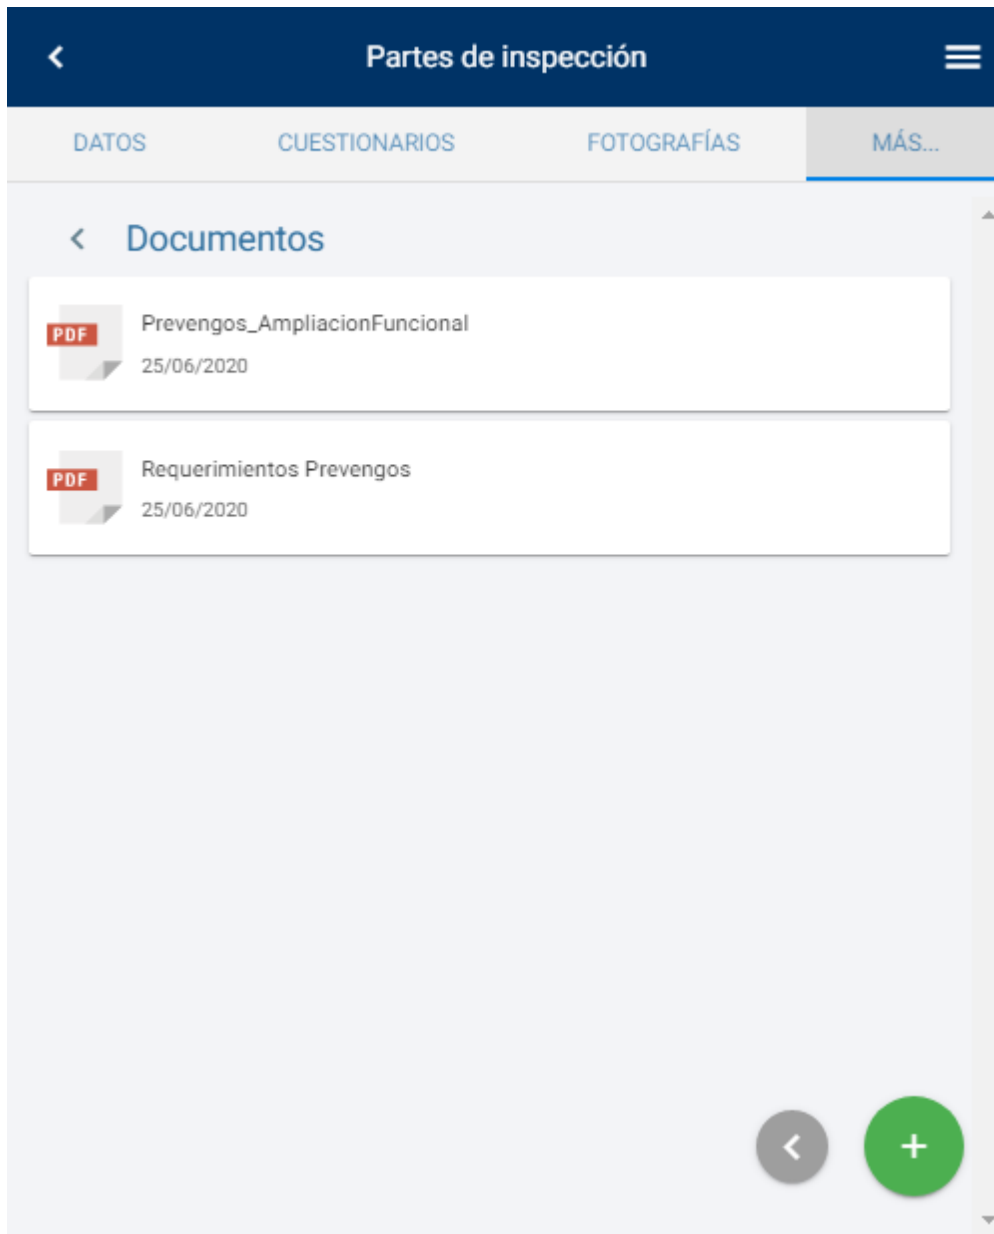 Partes de inspección
DATOS CUESTIONARIOS FOTOGRAFÍAS MÁS...
Documentos
PDF
Prevengos_AmpliacionFuncional
25/06/2020
PDF
Requerimientos Prevengos
25/06/2020